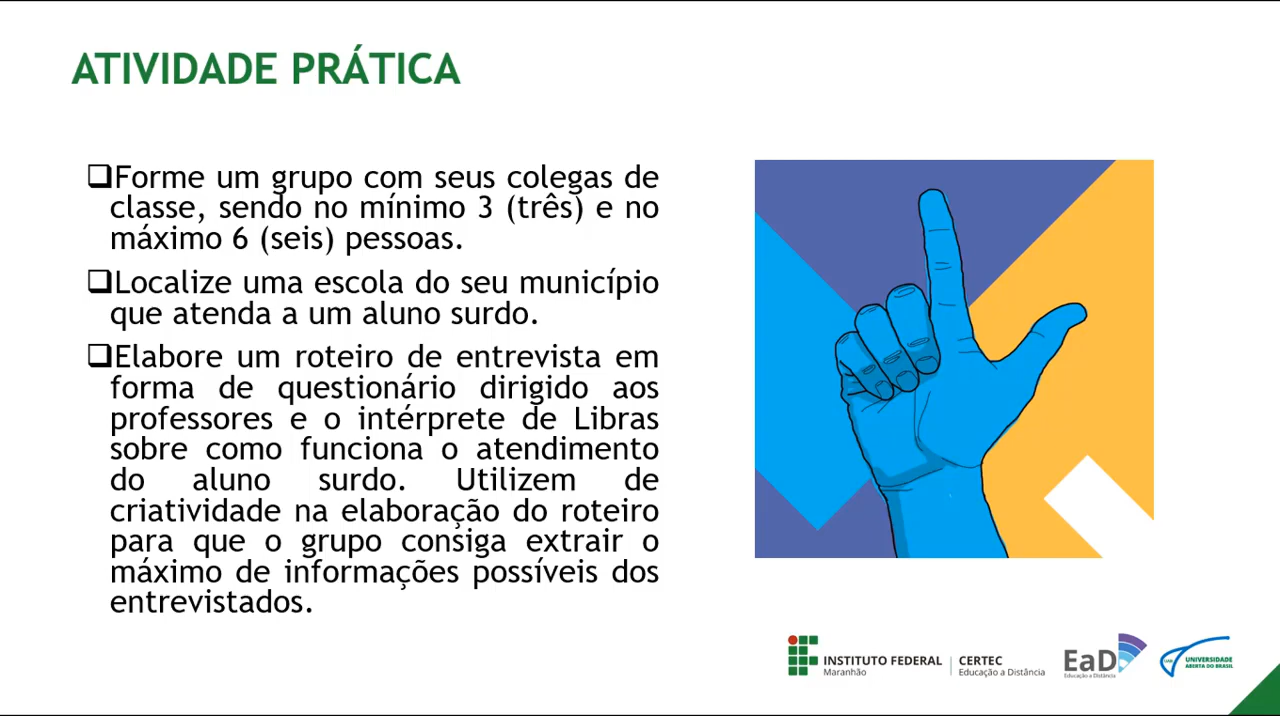 ATIVIDADE PRÁTICA
❑Forme um grupo com seus colegas de
classe, sendo no mínimo 3 (três) e no
máximo 6 (seis) pessoas.
❑Localize uma escola do seu município
que atenda a um aluno surdo.
❑Elabore um roteiro de entrevista em
forma de questionário dirigido aos
professores e o intérprete de Libras
sobre como funciona o atendimento
do aluno surdo. Utilizem de
criatividade na elaboração do roteiro
para que o grupo consiga extrair o
máximo de informações possíveis dos
entrevistados.
INSTITUTO FEDERAL
Maranhão
CERTEC
Educação a Distância
EaD
Educação a Distância
UAB
UNIVERSIDADE
ABERTA DO BRASIL